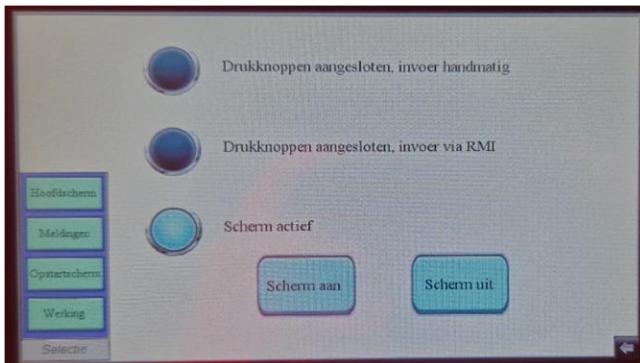 Drukknoppen aangesloten, invoer handmatig
Drukknoppen aangesloten, invoer via RMI
Scherm actief
Scherm aan
Scherm uit
Hoofdscherm
Meldingen
Opstartscherm
Werking
Selectie